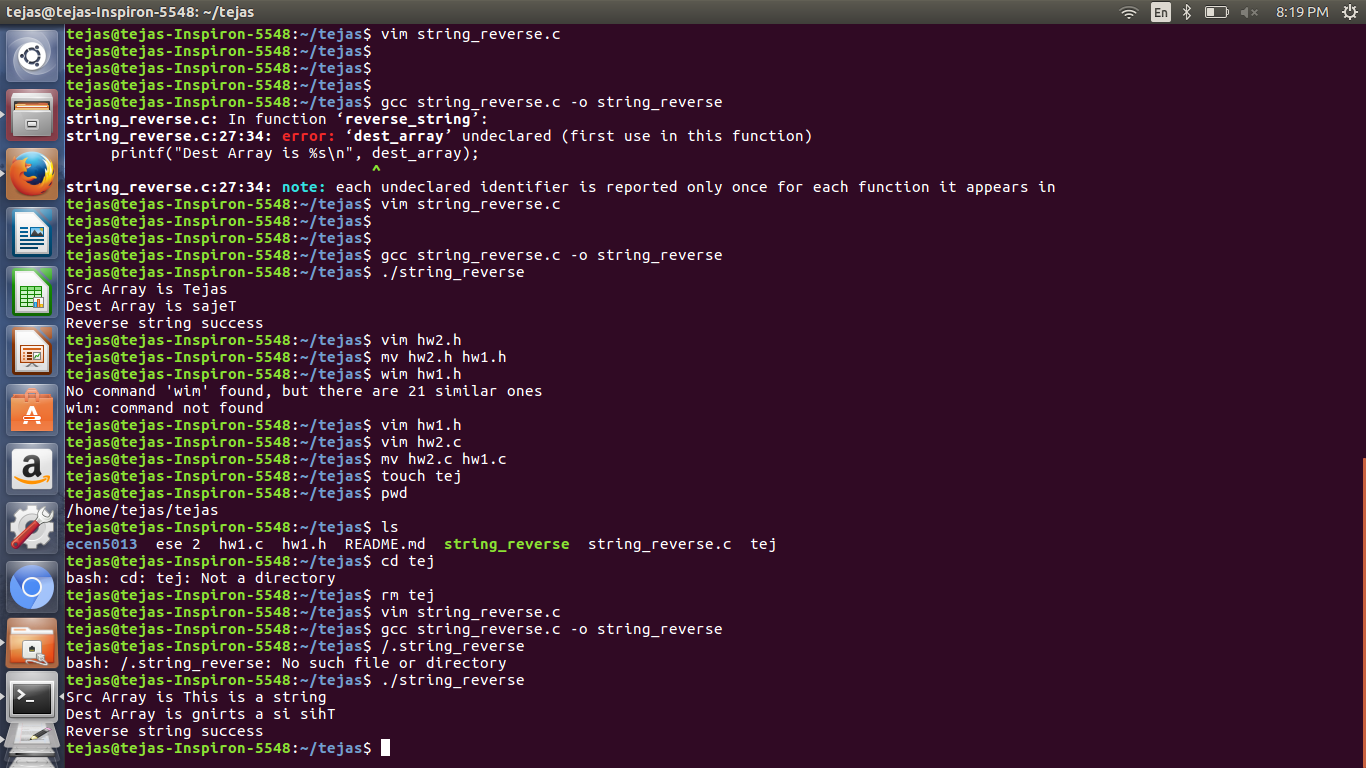 tejas@tejas-Inspiron-5548: ~/tejas En 8:19 PM
tejas@tejas-Inspiron-5548:~/tejas$ vim string_reverse.c
tejas@tejas-Inspiron-5548:~/tejas$
tejas@tejas-Inspiron-5548:~/tejas$
tejas@tejas-Inspiron-5548:~/tejas$
tejas@tejas-Inspiron-5548:~/tejas$ gcc string_reverse.c -o string_reverse
string_reverse.c: In function ‘reverse_string’:
string_reverse.c:27:34: error: ‘dest_array’ undeclared (first use in this function)
     printf("Dest Array is %s\n", dest_array);
                                  ^
string_reverse.c:27:34: note: each undeclared identifier is reported only once for each function it appears in
tejas@tejas-Inspiron-5548:~/tejas$ vim string_reverse.c
tejas@tejas-Inspiron-5548:~/tejas$
tejas@tejas-Inspiron-5548:~/tejas$
tejas@tejas-Inspiron-5548:~/tejas$ gcc string_reverse.c -o string_reverse
tejas@tejas-Inspiron-5548:~/tejas$ ./string_reverse
Src Array is Tejas
Dest Array is sajeT
Reverse string success
tejas@tejas-Inspiron-5548:~/tejas$ vim hw2.h
tejas@tejas-Inspiron-5548:~/tejas$ mv hw2.h hw1.h
tejas@tejas-Inspiron-5548:~/tejas$ wim hw1.h
No command 'wim' found, but there are 21 similar ones
wim: command not found
tejas@tejas-Inspiron-5548:~/tejas$ vim hw1.h
tejas@tejas-Inspiron-5548:~/tejas$ vim hw2.c
tejas@tejas-Inspiron-5548:~/tejas$ mv hw2.c hw1.c
tejas@tejas-Inspiron-5548:~/tejas$ touch tej
tejas@tejas-Inspiron-5548:~/tejas$ pwd
/home/tejas/tejas
tejas@tejas-Inspiron-5548:~/tejas$ ls
ecen5013  ese 2  hw1.c  hw1.h  README.md  string_reverse  string_reverse.c  tej
tejas@tejas-Inspiron-5548:~/tejas$ cd tej
bash: cd: tej: Not a directory
tejas@tejas-Inspiron-5548:~/tejas$ rm tej
tejas@tejas-Inspiron-5548:~/tejas$ vim string_reverse.c
tejas@tejas-Inspiron-5548:~/tejas$ gcc string_reverse.c -o string_reverse
tejas@tejas-Inspiron-5548:~/tejas$ /.string_reverse
bash: /.string_reverse: No such file or directory
tejas@tejas-Inspiron-5548:~/tejas$ ./string_reverse
Src Array is This is a string
Dest Array is gnirts a si sihT
Reverse string success
tejas@tejas-Inspiron-5548:~/tejas$